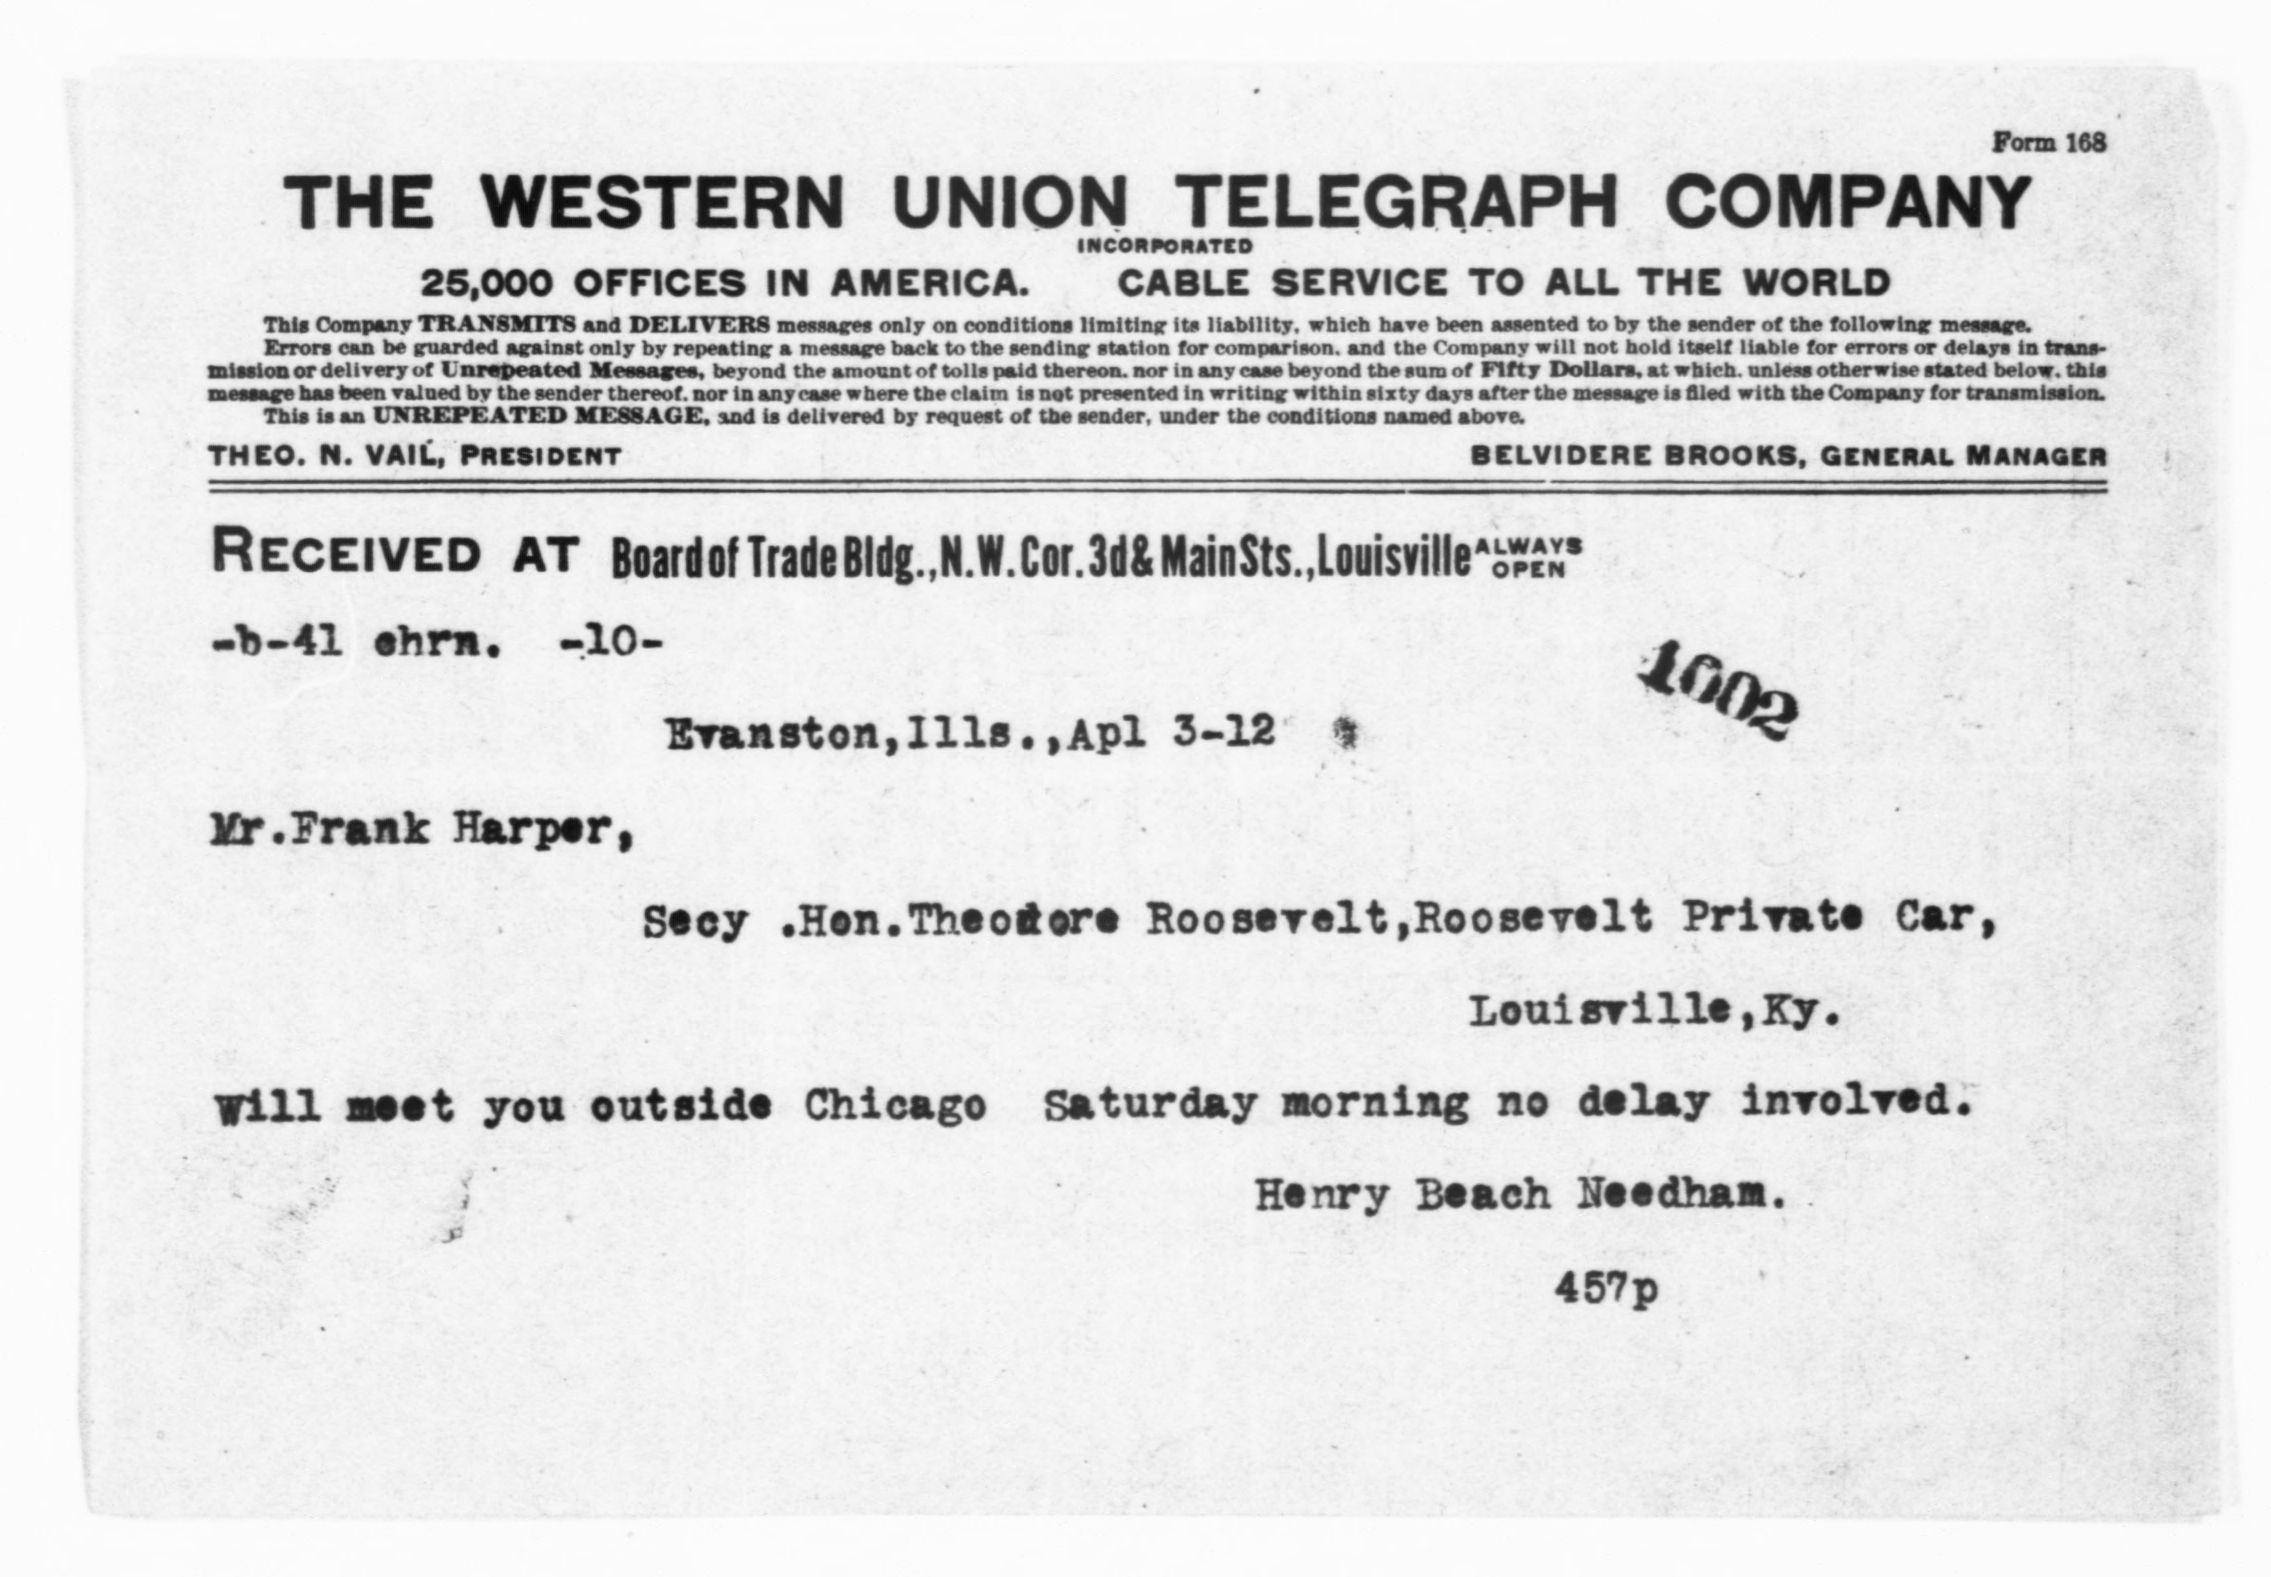 Form 168
THE WESTERN UNION TELEGRAPH COMPANY
INCORPORATED
25,000 OFFICES IN AMERICA. CABLE SERVICE TO ALL THE WORLD
This Company TRANSMITS and DELIVERS messages only on conditions limiting its liability, which have been assented to by the sender of the following message.
Errors can be guarded against only by repeating a message back to the sending station for comparison, and the Company will not hold itself liable for errors or delays in trans-
mission or delivery of Unrepeated Messages, beyond the amount of tolls paid thereon, nor in any case beyond the sum of Fifty Dollars, at which, unless otherwise stated below, this
message has been valued by the sender thereof, nor in any case where the claim is not presented in writing within sixty days after the message is filed with the Company for transmission.
This is an UNREPEATED MESSAGE, and is delivered by request of the sender, under the conditions named above.
THEO. N. VAIL, PRESIDENT BELVIDERE BROOKS, GENERAL MANAGER
RECEIVED AT Board of Trade Bldg., N.W. Cor. 3d & Main Sts., Louisville ALWAYS OPEN
-b-41 chrn. -10-
1002
Evanston,Ills.,Apl 3-12
Mr.Frank Harper,
Secy .Hon.Theodore Roosevelt,Roosevelt Private Car,
Louisville,Ky.
Will meet you outside Chicago Saturday morning no delay involved.
Henry Beach Needham.
457p